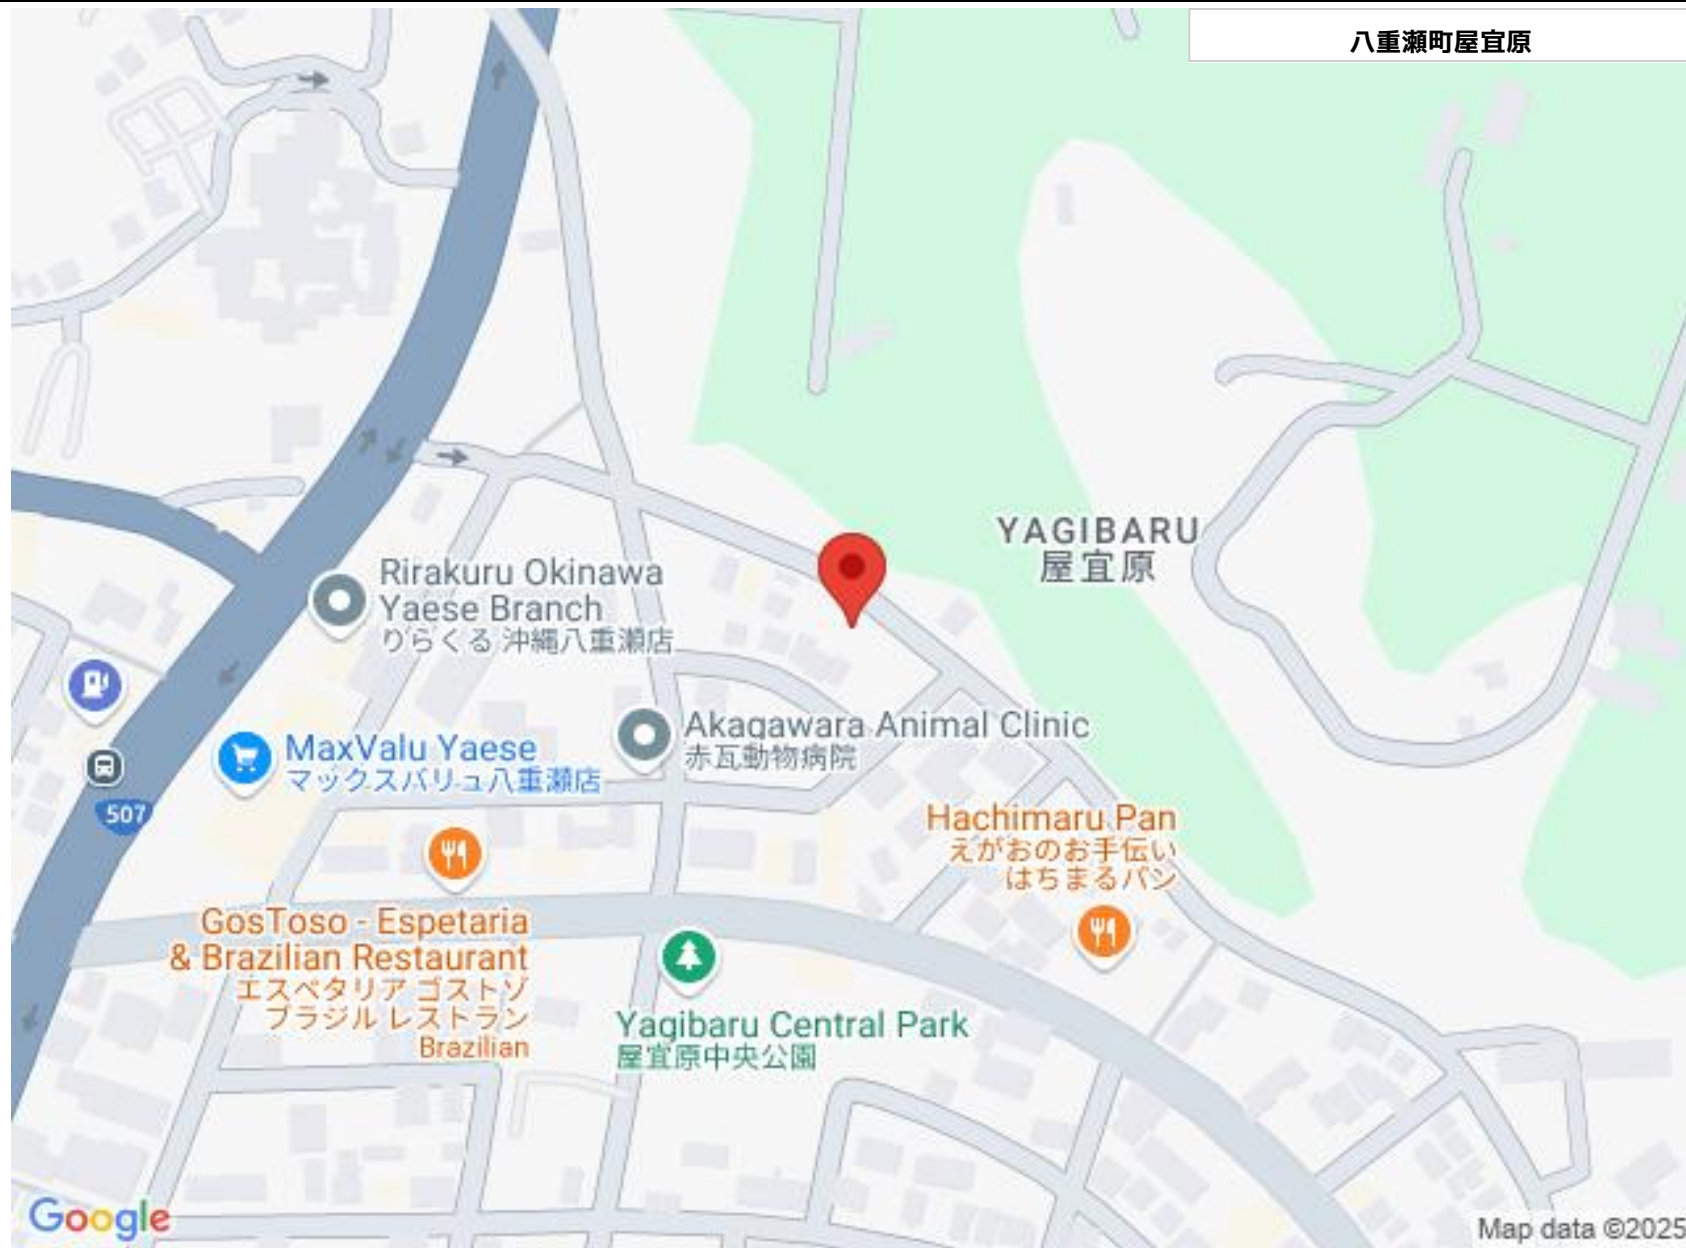 八重瀬町屋宜原
YAGIBARU
屋宜原
Rirakuru Okinawa
Yaese Branch
りらくる 沖縄八重瀬店
Akagawara Animal Clinic
赤瓦動物病院
MaxValu Yaese
マックスバリュ八重瀬店
507
Hachimaru Pan
えがおのお手伝い
はちまるパン
GosToso - Espetaria
& Brazilian Restaurant
エスペタリア ゴストゾ
ブラジル レストラン
Brazilian
Yagibaru Central Park
屋宜原中央公園
Google
Map data ©2025